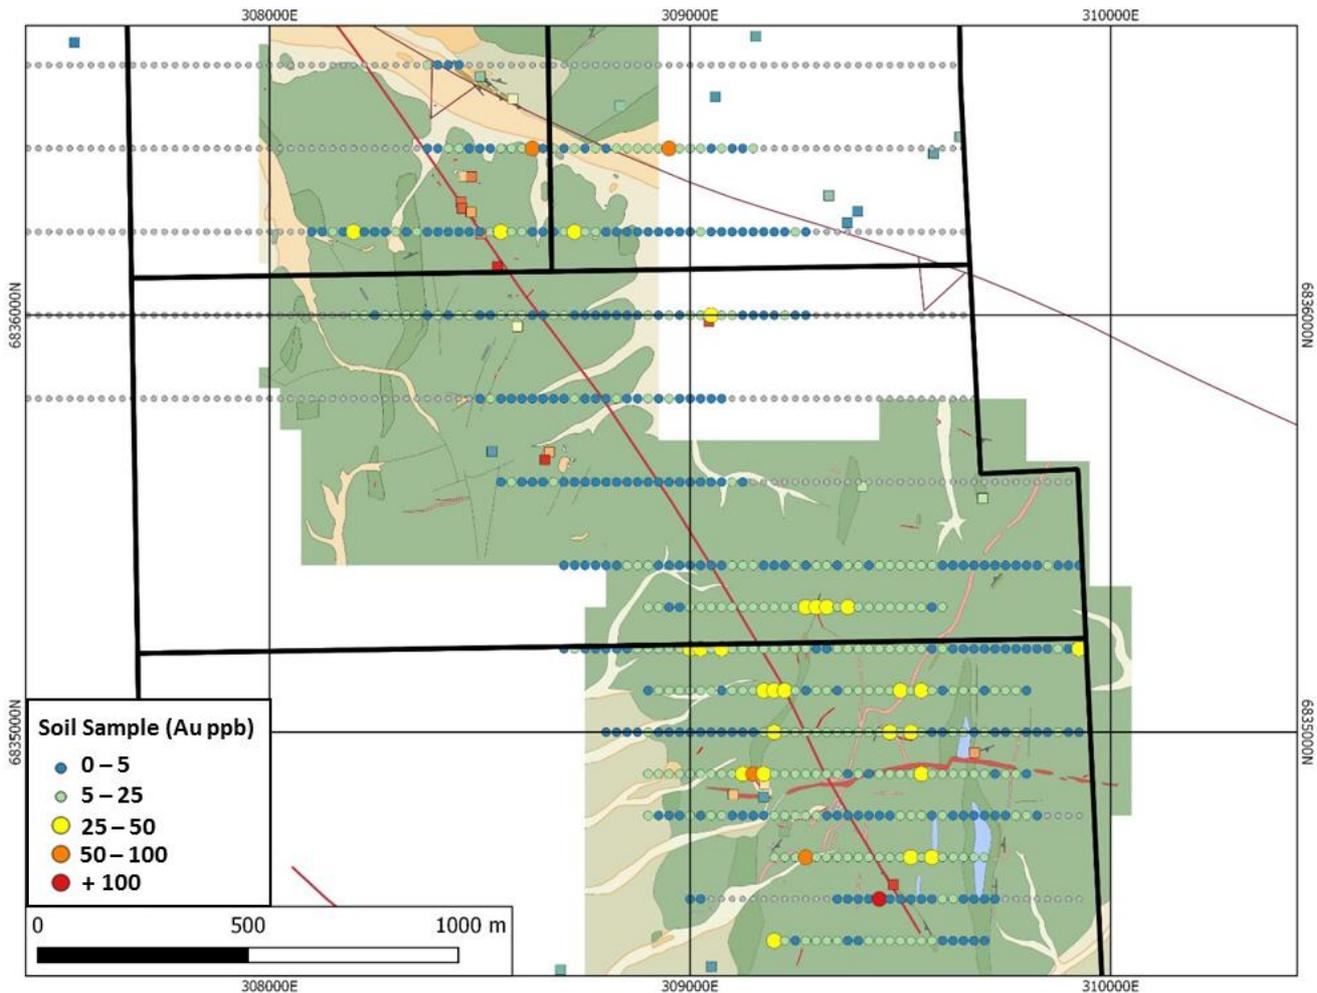 308000E 309000E 310000E
6836000N 6836000N
6835000N 6835000N
Soil Sample (Au ppb)
0 – 5
5 – 25
25 – 50
50 – 100
+ 100
0 500 1000 m
308000E 309000E 310000E